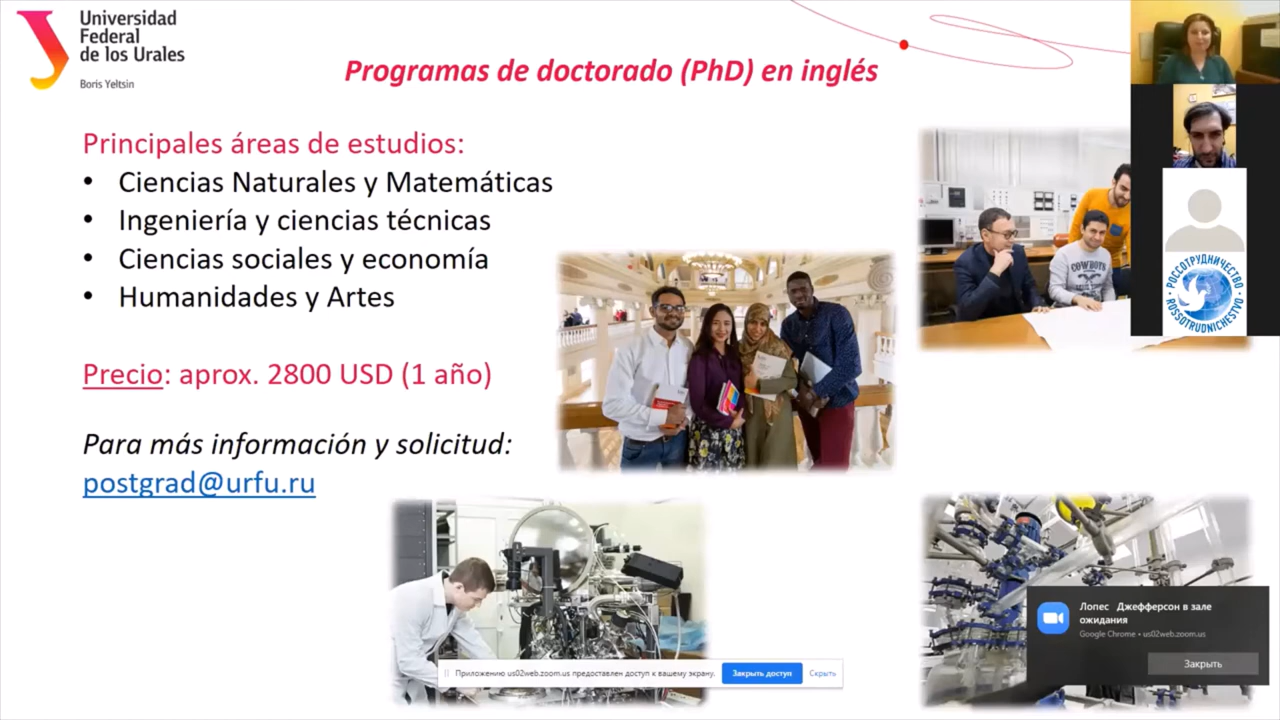 Universidad
Federal
de los Urales
Boris Yeltsin
Programas de doctorado (PhD) en inglés
Principales áreas de estudios:
• Ciencias Naturales y Matemáticas
• Ingeniería y ciencias técnicas
• Ciencias sociales y economía
• Humanidades y Artes
Precio: aprox. 2800 USD (1 año)
Para más información y solicitud:
postgrad@urfu.ru
COWBOYS
РОССОТРУДНИЧЕСТВО
ROSSOTRUDNICHESTVO
Приложению us02web.zoom.us предоставлен доступ к вашему экрану.
Закрыть доступ
Скрыть
Лопес Джефферсон в зале
ожидания
Google Chrome • us02web.zoom.us
Закрыть